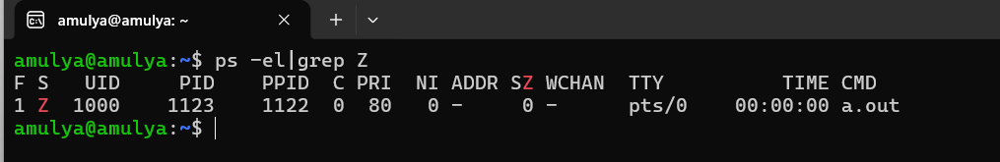 amulya@amulya: ~
amulya@amulya:~$ ps -el|grep Z
F S   UID     PID    PPID  C PRI  NI ADDR SZ WCHAN  TTY          TIME CMD
1 Z  1000    1123    1122  0  80   0 -     0 -      pts/0    00:00:00 a.out
amulya@amulya:~$